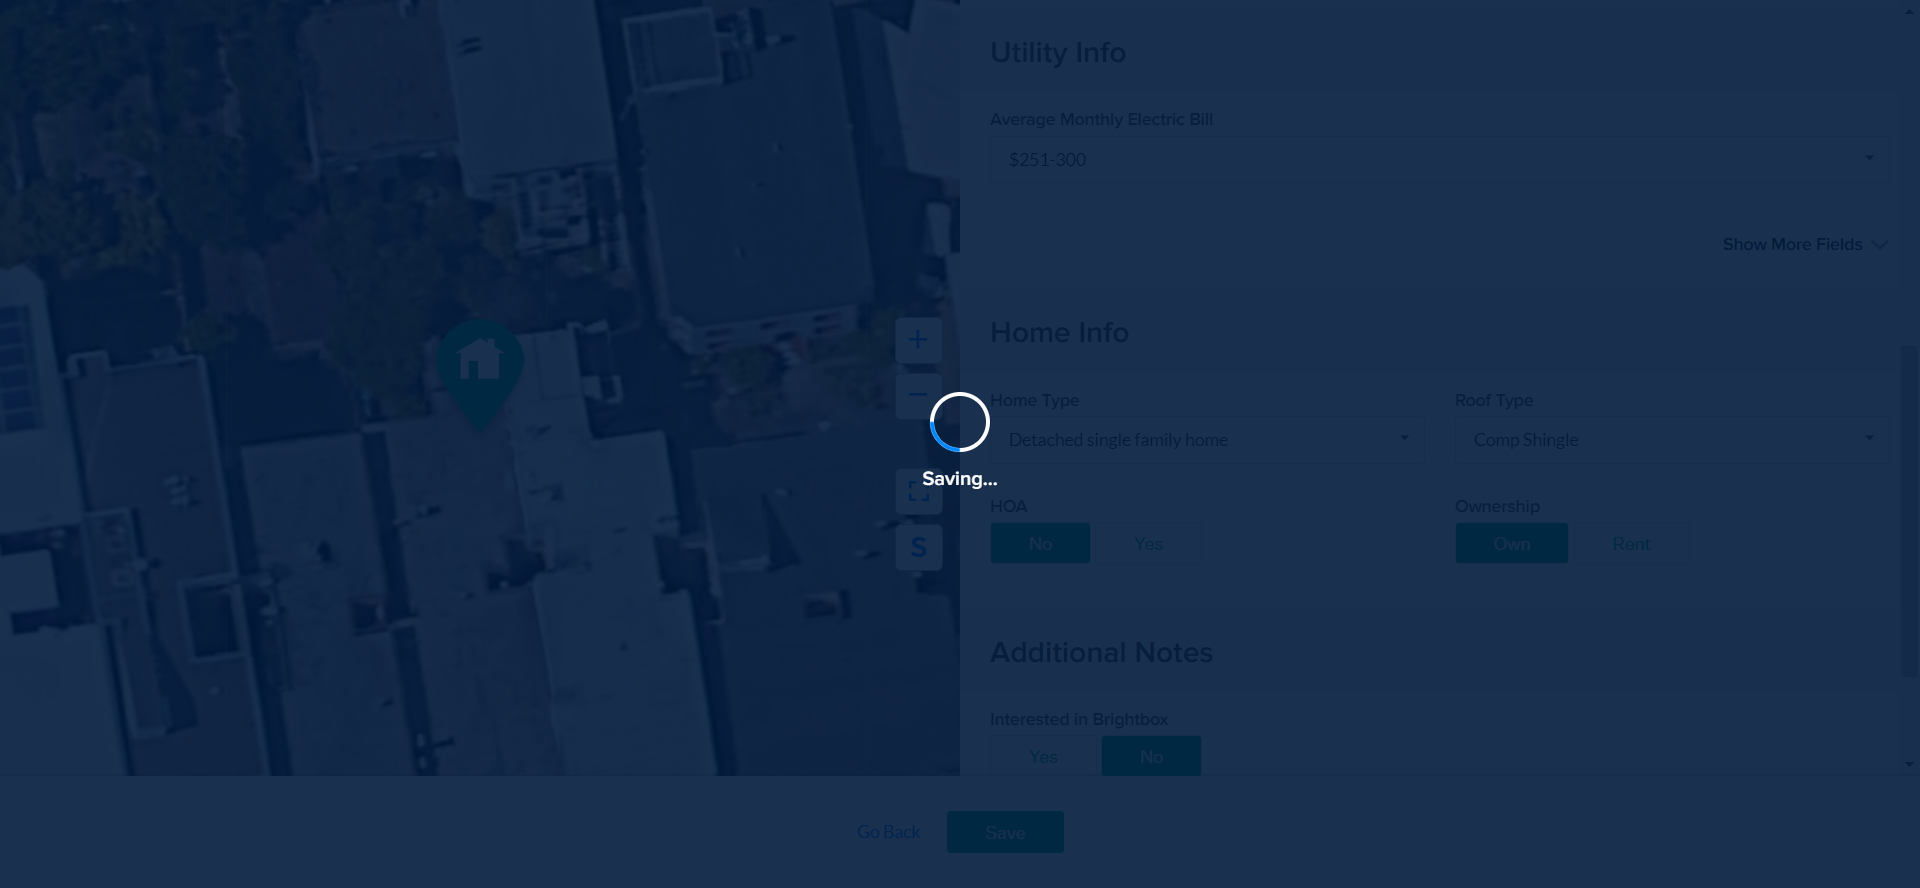 Utility Info
Average Monthly Electric Bill
$251-300
Show More Fields
Home Info
Home Type
Roof Type
Detached single family home
Comp Shingle
HOA
Ownership
No
Yes
Own
Rent
Additional Notes
Interested in Brightbox
Yes
No
+
−
Saving...
S
Go Back
Save